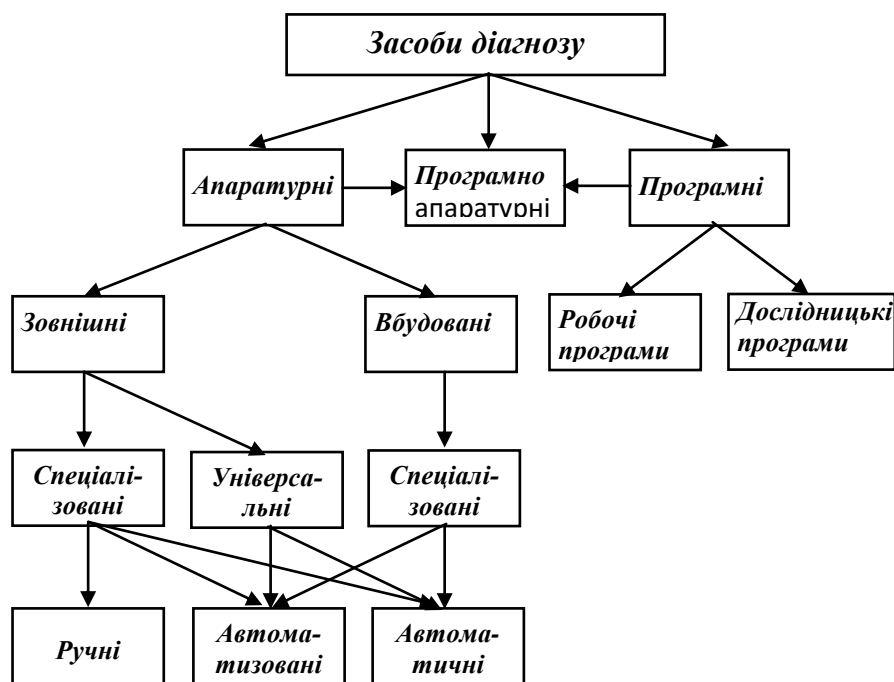 Засоби діагнозу
Апаратурні
Програмно
апаратурні
Програмні
Зовнішні
Вбудовані
Робочі
програми
Дослідницькі
програми
Спеціалі-
зовані
Універса-
льні
Спеціалі-
зовані
Ручні
Автома-
тизовані
Автома-
тичні